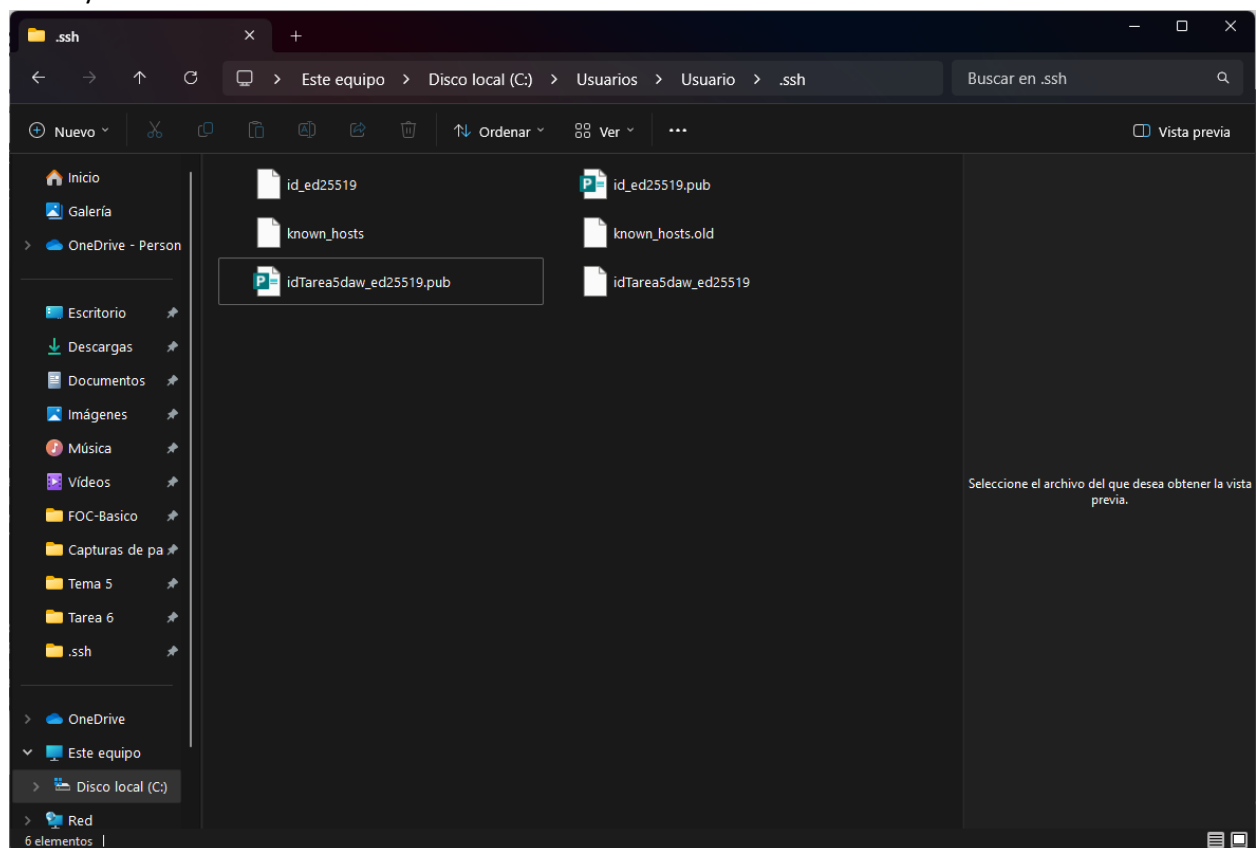 .ssh
Este equipo > Disco local (C:) > Usuarios > Usuario > .ssh
Buscar en .ssh
Nuevo
Ordenar
Ver
Vista previa
Inicio
Galería
OneDrive - Person
Escritorio
Descargas
Documentos
Imágenes
Música
Vídeos
FOC-Basico
Capturas de pa
Tema 5
Tarea 6
.ssh
OneDrive
Este equipo
Disco local (C:)
Red
id_ed25519
id_ed25519.pub
known_hosts
known_hosts.old
idTarea5daw_ed25519.pub
idTarea5daw_ed25519
Seleccione el archivo del que desea obtener la vista
previa.
6 elementos